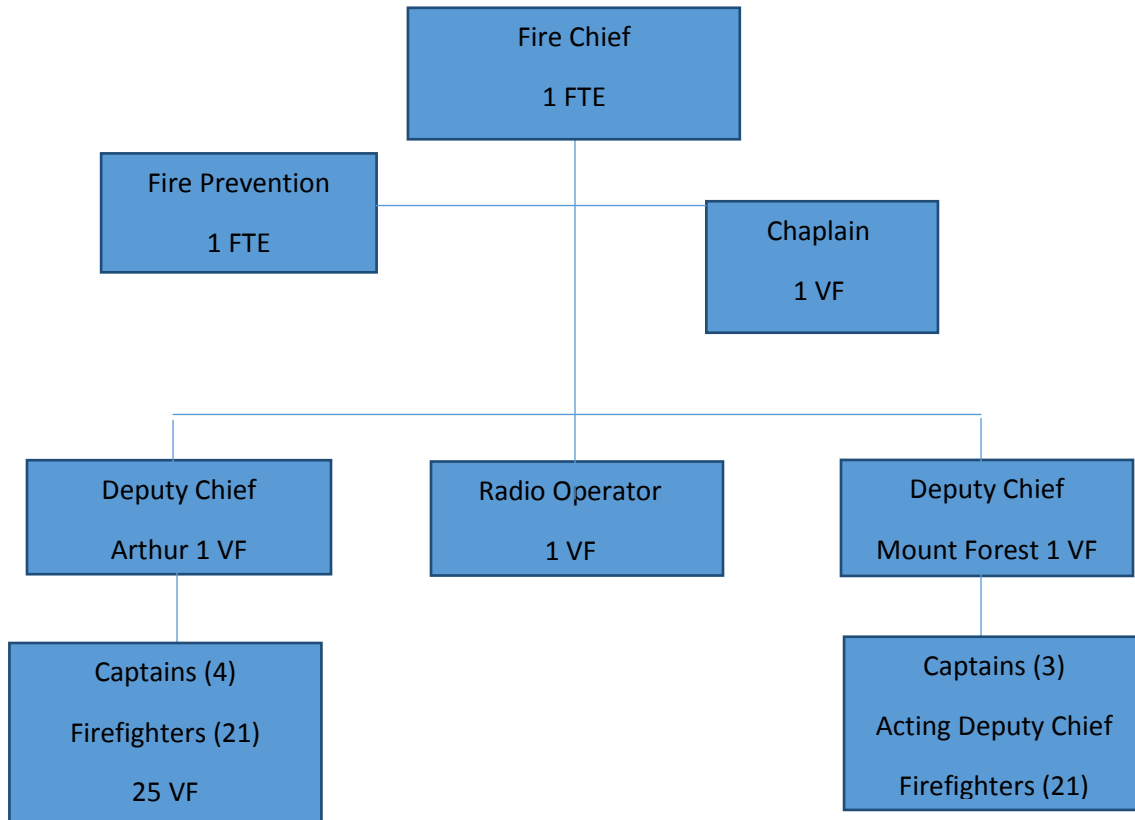 Fire Chief
1 FTE
Fire Prevention
1 FTE
Chaplain
1 VF
Deputy Chief
Arthur 1 VF
Radio Operator
1 VF
Deputy Chief
Mount Forest 1 VF
Captains (4)
Firefighters (21)
25 VF
Captains (3)
Acting Deputy Chief
Firefighters (21)